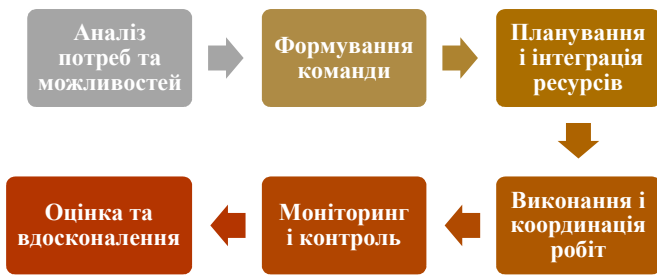 Аналіз
потреб та
можливостей
Формування
команди
Планування
і інтеграція
ресурсів
Виконання і
координація
робіт
Моніторинг
і контроль
Оцінка та
вдосконалення